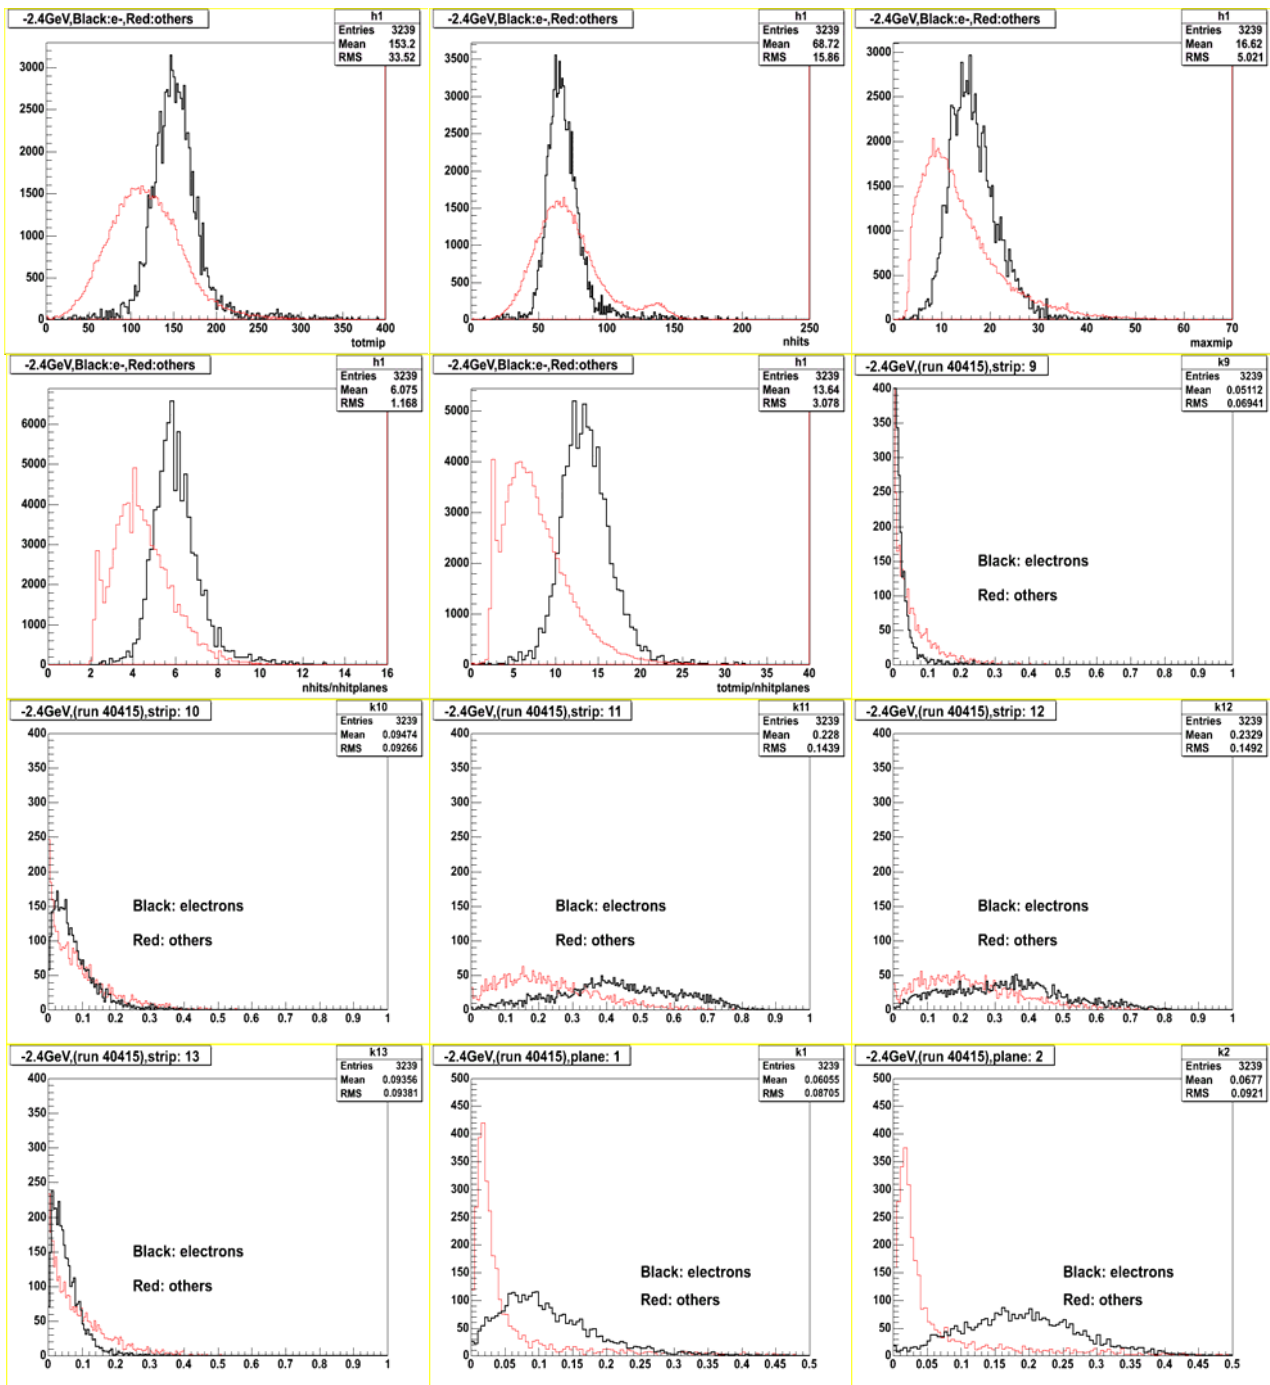 -2.4GeV,Black:e-,Red:others
h1
Entries 3239
Mean 153.2
RMS 33.52
3000
2500
2000
1500
1000
500
0
0 50 100 150 200 250 300 350 400
totmip
-2.4GeV,Black:e-,Red:others
h1
Entries 3239
Mean 68.72
RMS 15.86
3500
3000
2500
2000
1500
1000
500
0
0 50 100 150 200 250
nhits
-2.4GeV,Black:e-,Red:others
h1
Entries 3239
Mean 16.62
RMS 5.021
3000
2500
2000
1500
1000
500
0
0 10 20 30 40 50 60 70
maxmip
-2.4GeV,Black:e-,Red:others
h1
Entries 3239
Mean 6.075
RMS 1.168
6000
5000
4000
3000
2000
1000
0
0 2 4 6 8 10 12 14 16
nhits/nhitplanes
-2.4GeV,Black:e-,Red:others
h1
Entries 3239
Mean 13.64
RMS 3.078
5000
4000
3000
2000
1000
0
0 5 10 15 20 25 30 35 40
totmip/nhitplanes
-2.4GeV,(run 40415),strip: 9
k9
Entries 3239
Mean 0.05112
RMS 0.06941
400
350
300
250
200
150
100
50
0
Black: electrons
Red: others
0 0.1 0.2 0.3 0.4 0.5 0.6 0.7 0.8 0.9 1
-2.4GeV,(run 40415),strip: 10
k10
Entries 3239
Mean 0.09474
RMS 0.09266
400
350
300
250
200
150
100
50
0
Black: electrons
Red: others
0 0.1 0.2 0.3 0.4 0.5 0.6 0.7 0.8 0.9 1
-2.4GeV,(run 40415),strip: 11
k11
Entries 3239
Mean 0.228
RMS 0.1439
400
350
300
250
200
150
100
50
0
Black: electrons
Red: others
0 0.1 0.2 0.3 0.4 0.5 0.6 0.7 0.8 0.9 1
-2.4GeV,(run 40415),strip: 12
k12
Entries 3239
Mean 0.2329
RMS 0.1492
400
350
300
250
200
150
100
50
0
Black: electrons
Red: others
0 0.1 0.2 0.3 0.4 0.5 0.6 0.7 0.8 0.9 1
-2.4GeV,(run 40415),strip: 13
k13
Entries 3239
Mean 0.09356
RMS 0.09381
400
350
300
250
200
150
100
50
0
Black: electrons
Red: others
0 0.1 0.2 0.3 0.4 0.5 0.6 0.7 0.8 0.9 1
-2.4GeV,(run 40415),plane: 1
k1
Entries 3239
Mean 0.06055
RMS 0.08705
500
450
400
350
300
250
200
150
100
50
0
Black: electrons
Red: others
0 0.05 0.1 0.15 0.2 0.25 0.3 0.35 0.4 0.45 0.5
-2.4GeV,(run 40415),plane: 2
k2
Entries 3239
Mean 0.0677
RMS 0.0921
500
450
400
350
300
250
200
150
100
50
0
Black: electrons
Red: others
0 0.05 0.1 0.15 0.2 0.25 0.3 0.35 0.4 0.45 0.5